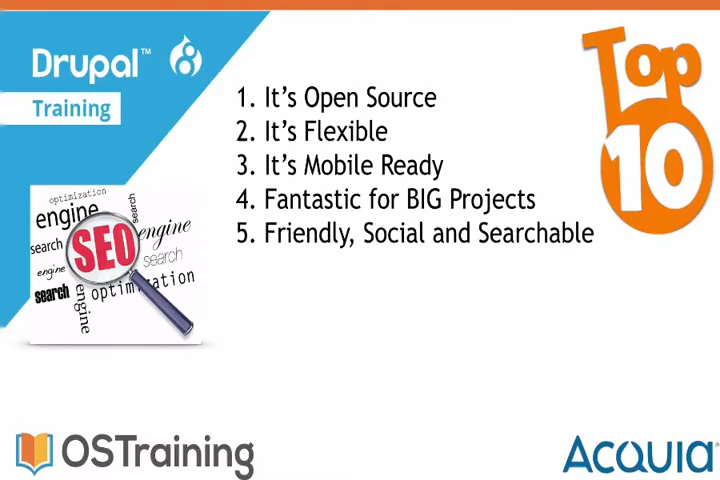 Drupal™
Training
Top
10
1. It's Open Source
2. It's Flexible
3. It's Mobile Ready
4. Fantastic for BIG Projects
5. Friendly, Social and Searchable
optimization
engine
search
SEO
engine
search
search
engine
search
optimization
engine
OSTraining
ACQUIA